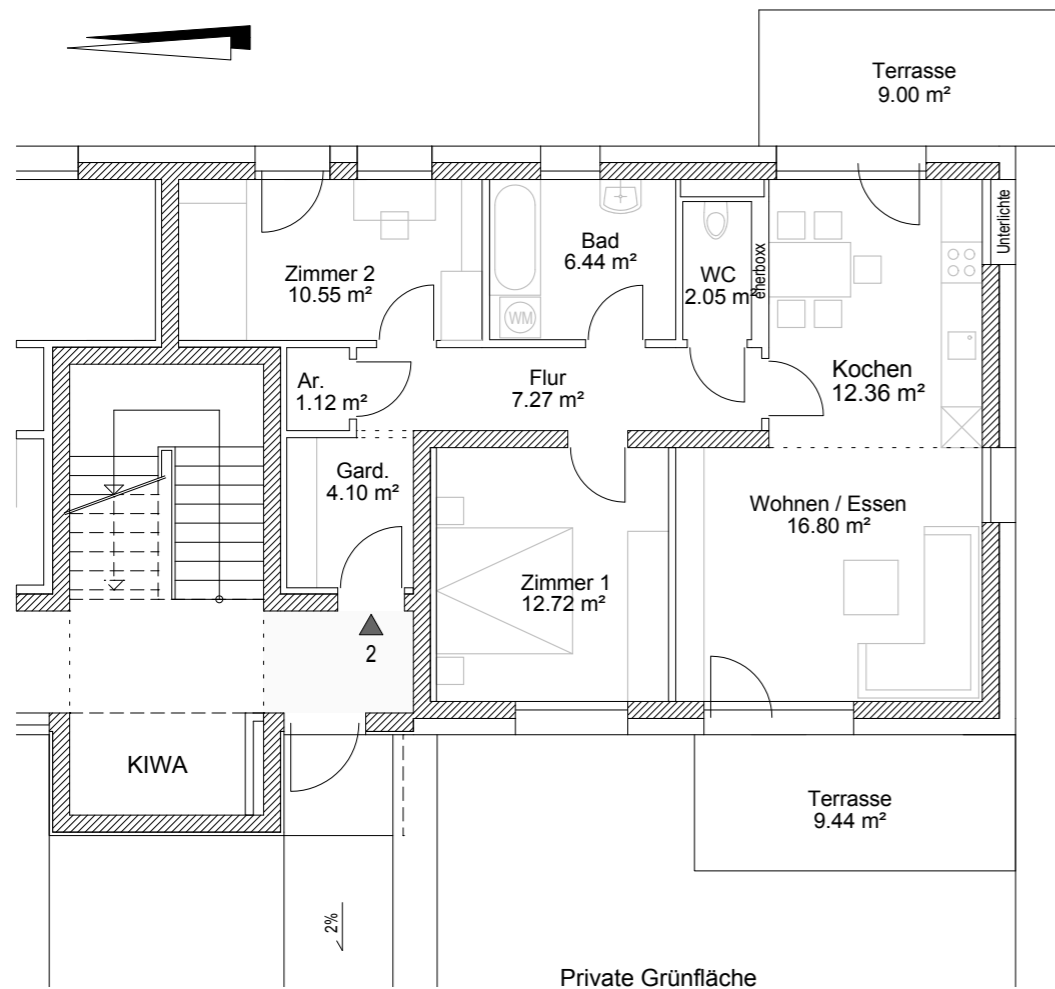 Terrasse
9.00 m²
Unterlichte
Bad
6.44 m²
Zimmer 2
10.55 m²
WC
2.05 m²
WM
Kochen
12.36 m²
Ar.
1.12 m²
Flur
7.27 m²
Gard.
4.10 m²
Wohnen / Essen
16.80 m²
Zimmer 1
12.72 m²
2
KIWA
Terrasse
9.44 m²
2%
Private Grünfläche